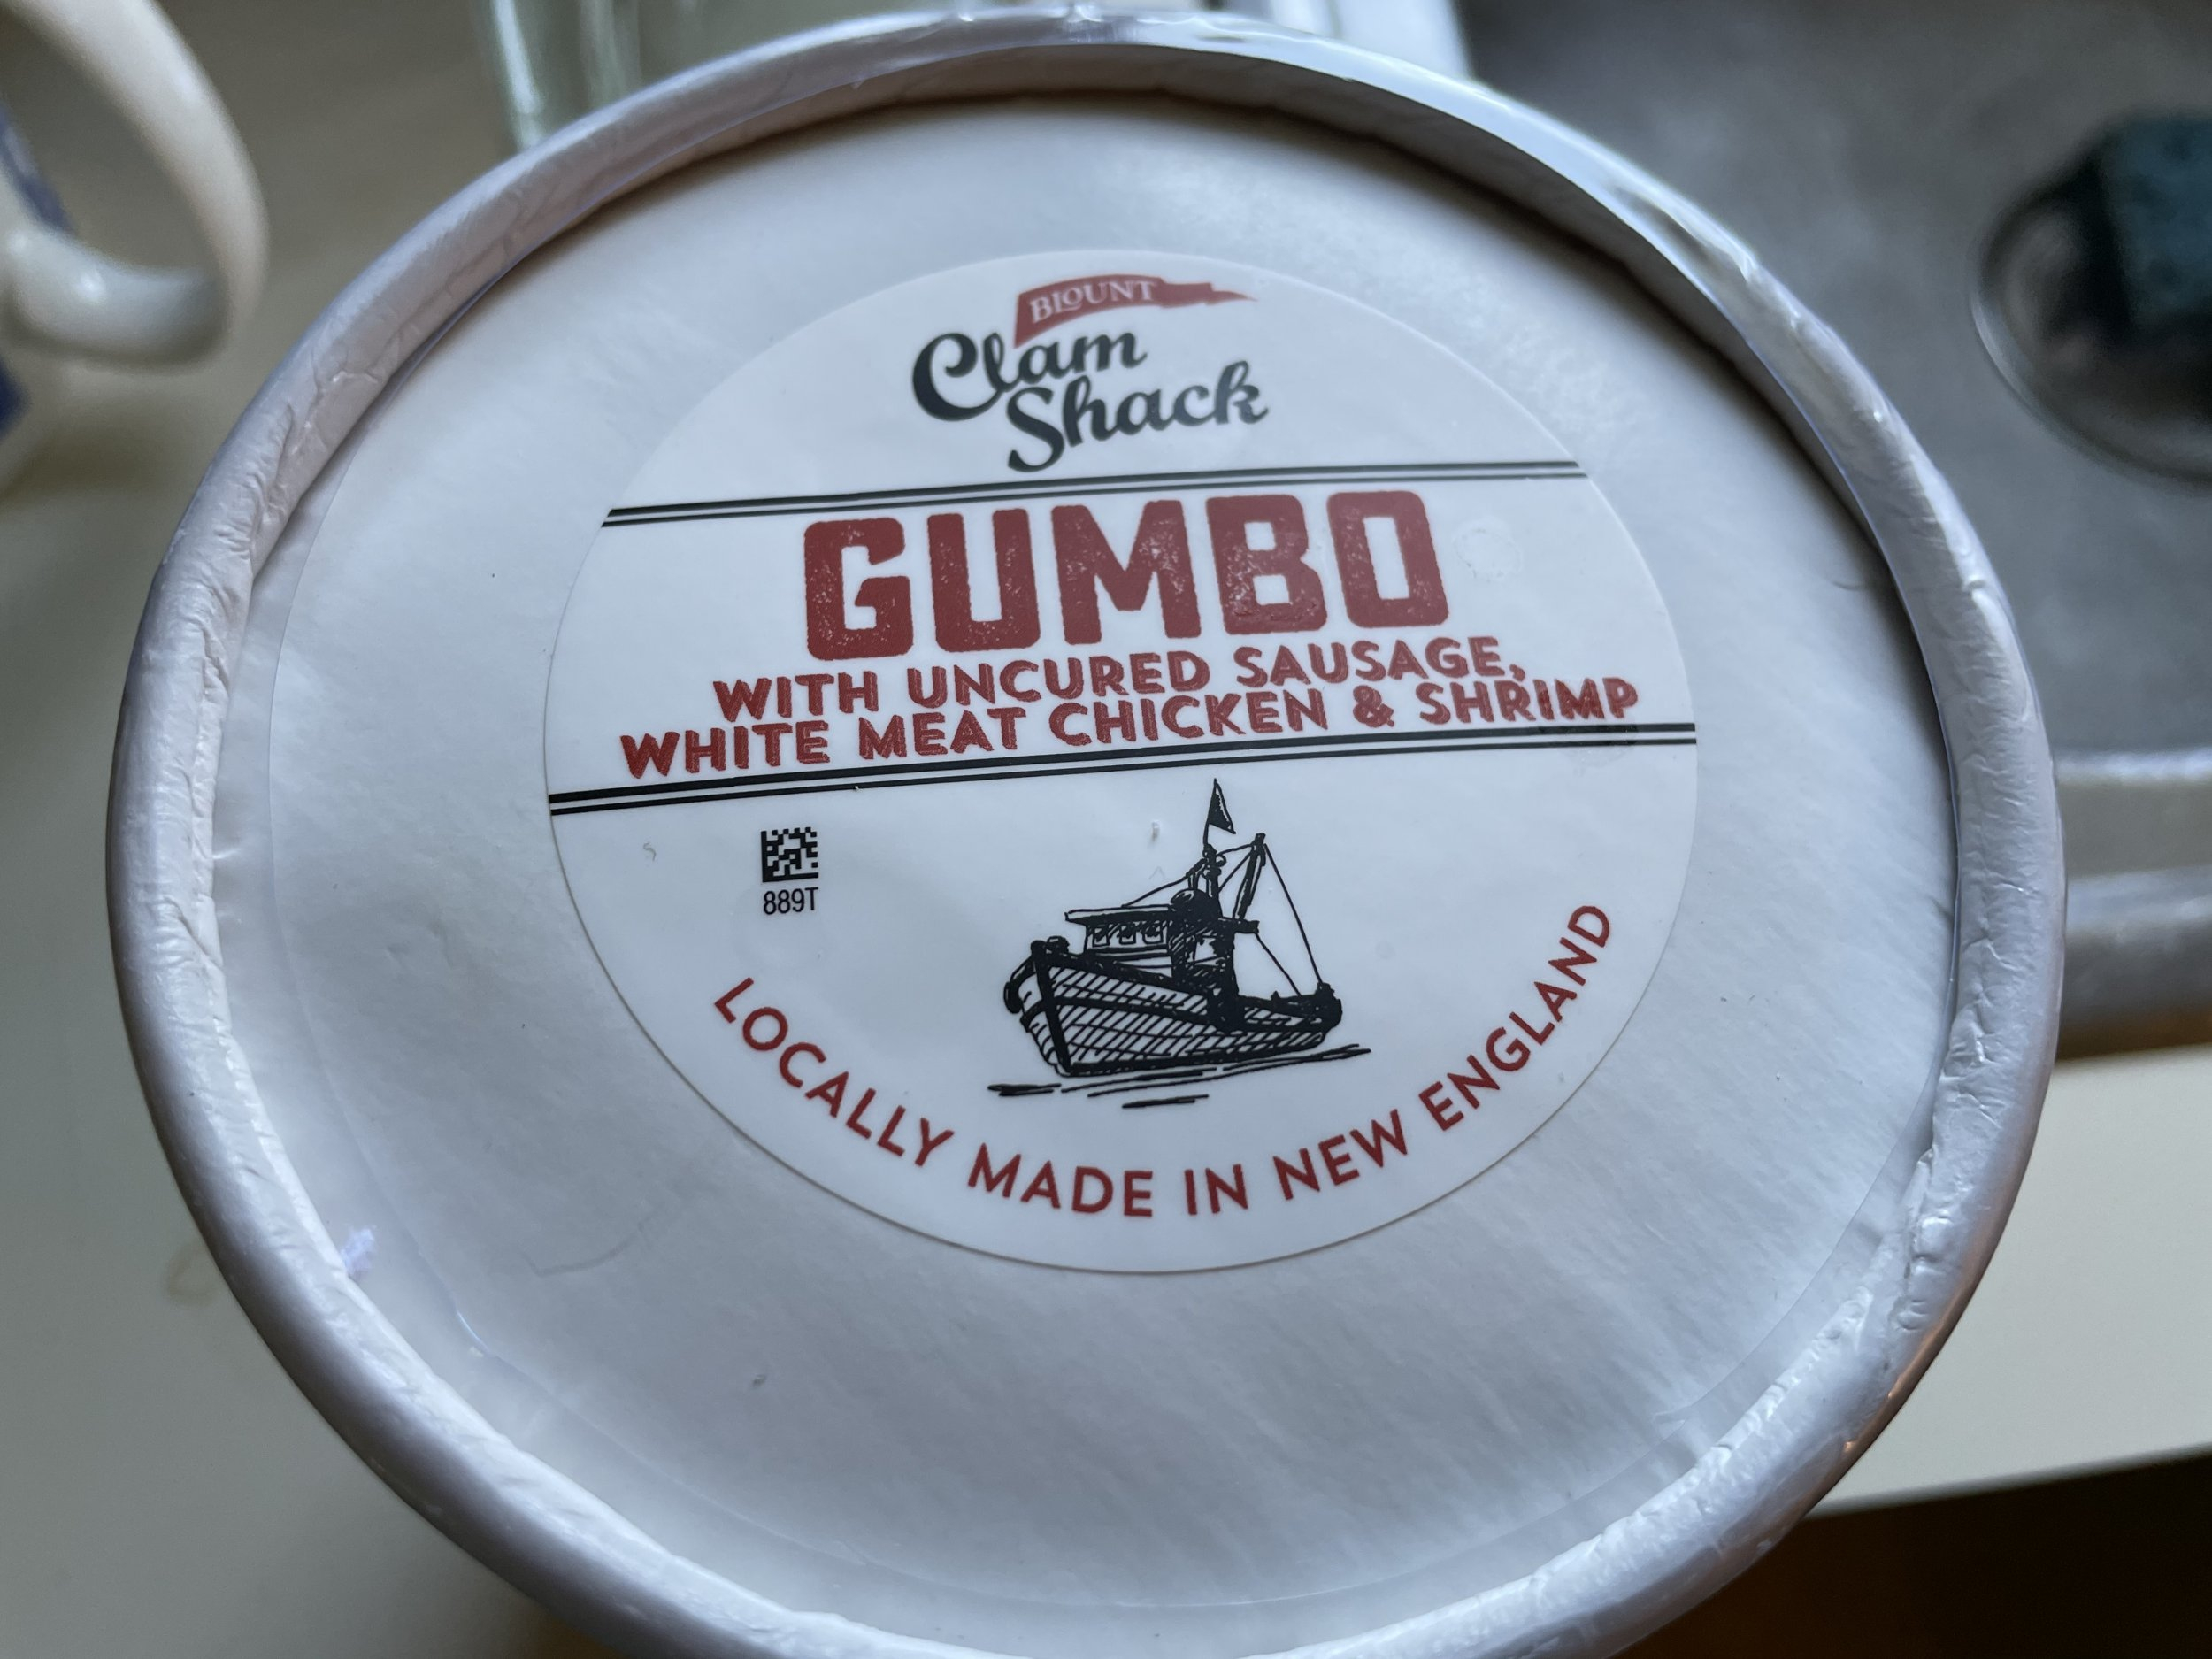 BLOUNT
Clam
Shack
GUMBO
WITH UNCURED SAUSAGE,
WHITE MEAT CHICKEN & SHRIMP
889T
LOCALLY MADE IN NEW ENGLAND